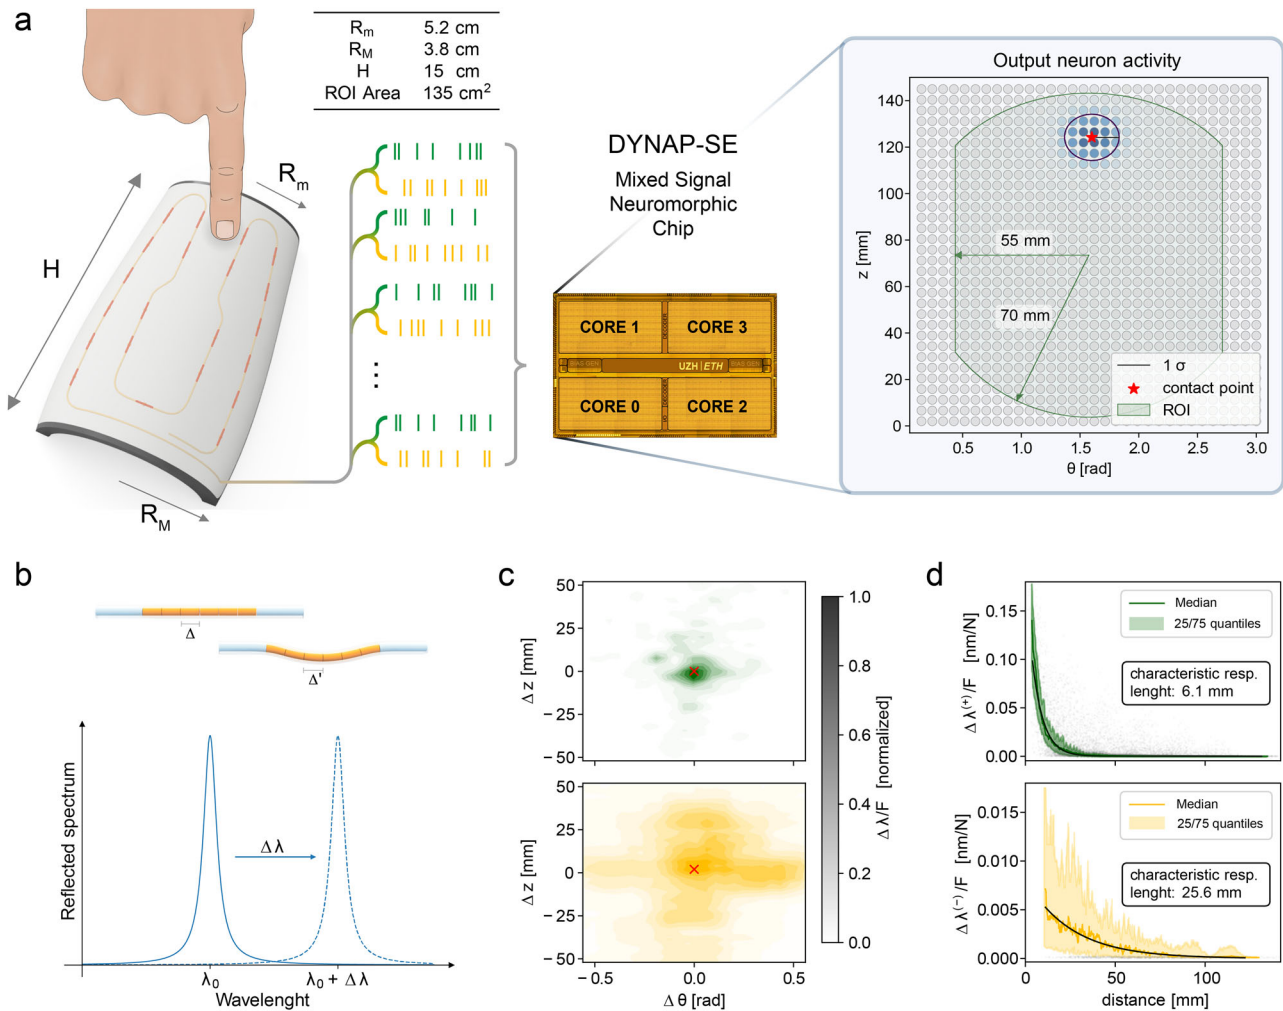 a
Rm 5.2 cm
RM 3.8 cm
H 15 cm
ROI Area 135 cm²
Rm
H
RM
DYNAP-SE
Mixed Signal
Neuromorphic
Chip
CORE 1
CORE 3
UZH|ETH
CORE 0
CORE 2
Output neuron activity
140
120
100
80
60
40
20
0
z [mm]
55 mm
70 mm
1 σ
contact point
ROI
0.5 1.0 1.5 2.0 2.5 3.0
θ [rad]
b
Δ
Δ'
Reflected spectrum
Δλ
λ₀
λ₀ + Δλ
Wavelenght
c
50
25
0
−25
−50
Δ z [mm]
50
25
0
−25
−50
Δ z [mm]
−0.5 0.0 0.5
Δ θ [rad]
1.0
0.8
0.6
0.4
0.2
0.0
Δ λ/F [normalized]
d
0.15
0.10
0.05
0.00
Δ λ⁽⁺⁾/F [nm/N]
Median
25/75 quantiles
characteristic resp.
lenght: 6.1 mm
0.015
0.010
0.005
0.000
Δ λ⁽⁻⁾/F [nm/N]
Median
25/75 quantiles
characteristic resp.
lenght: 25.6 mm
0 50 100
distance [mm]